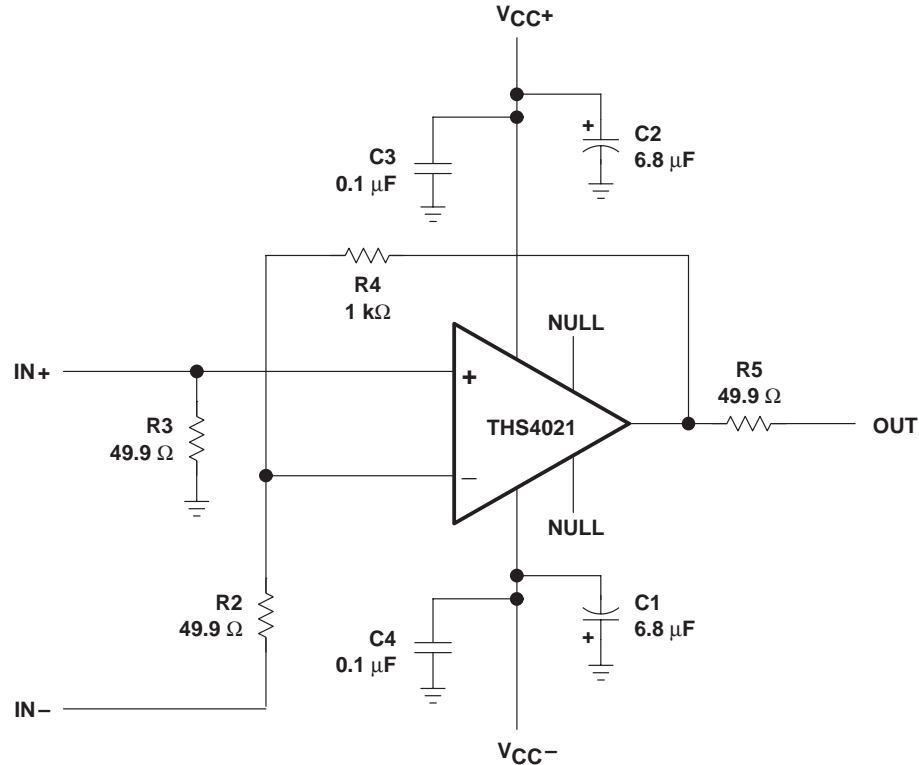 VCC+
C3
0.1 μF
+
C2
6.8 μF
R4
1 kΩ
NULL
IN+
R3
49.9 Ω
+
THS4021
R5
49.9 Ω
OUT
−
NULL
R2
49.9 Ω
C4
0.1 μF
+
C1
6.8 μF
IN−
VCC−